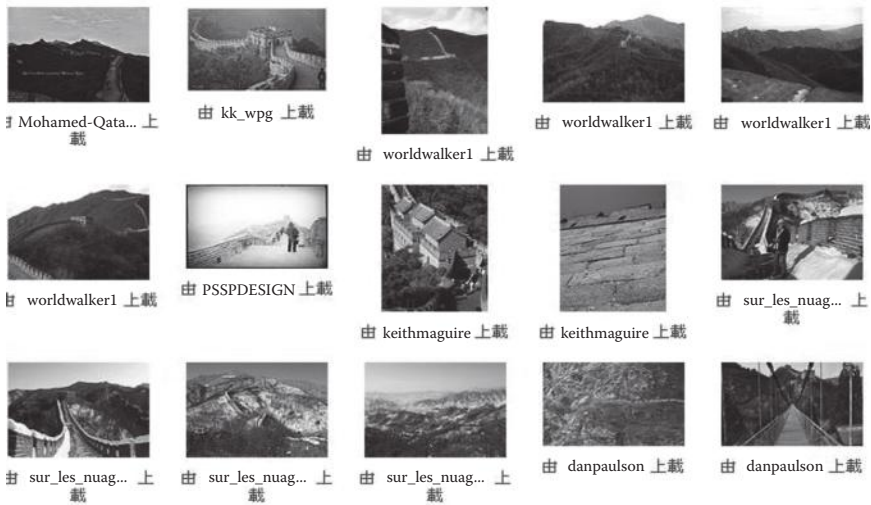 由 Mohamed-Qata... 上
載
由 kk_wpg 上載
由 worldwalker1 上載
由 worldwalker1 上載
由 worldwalker1 上載
由 worldwalker1 上載
由 PSSPDESIGN 上載
由 keithmaguire 上載
由 keithmaguire 上載
由 sur_les_nuag... 上
載
由 sur_les_nuag... 上
載
由 sur_les_nuag... 上
載
由 sur_les_nuag... 上
載
由 danpaulson 上載
由 danpaulson 上載